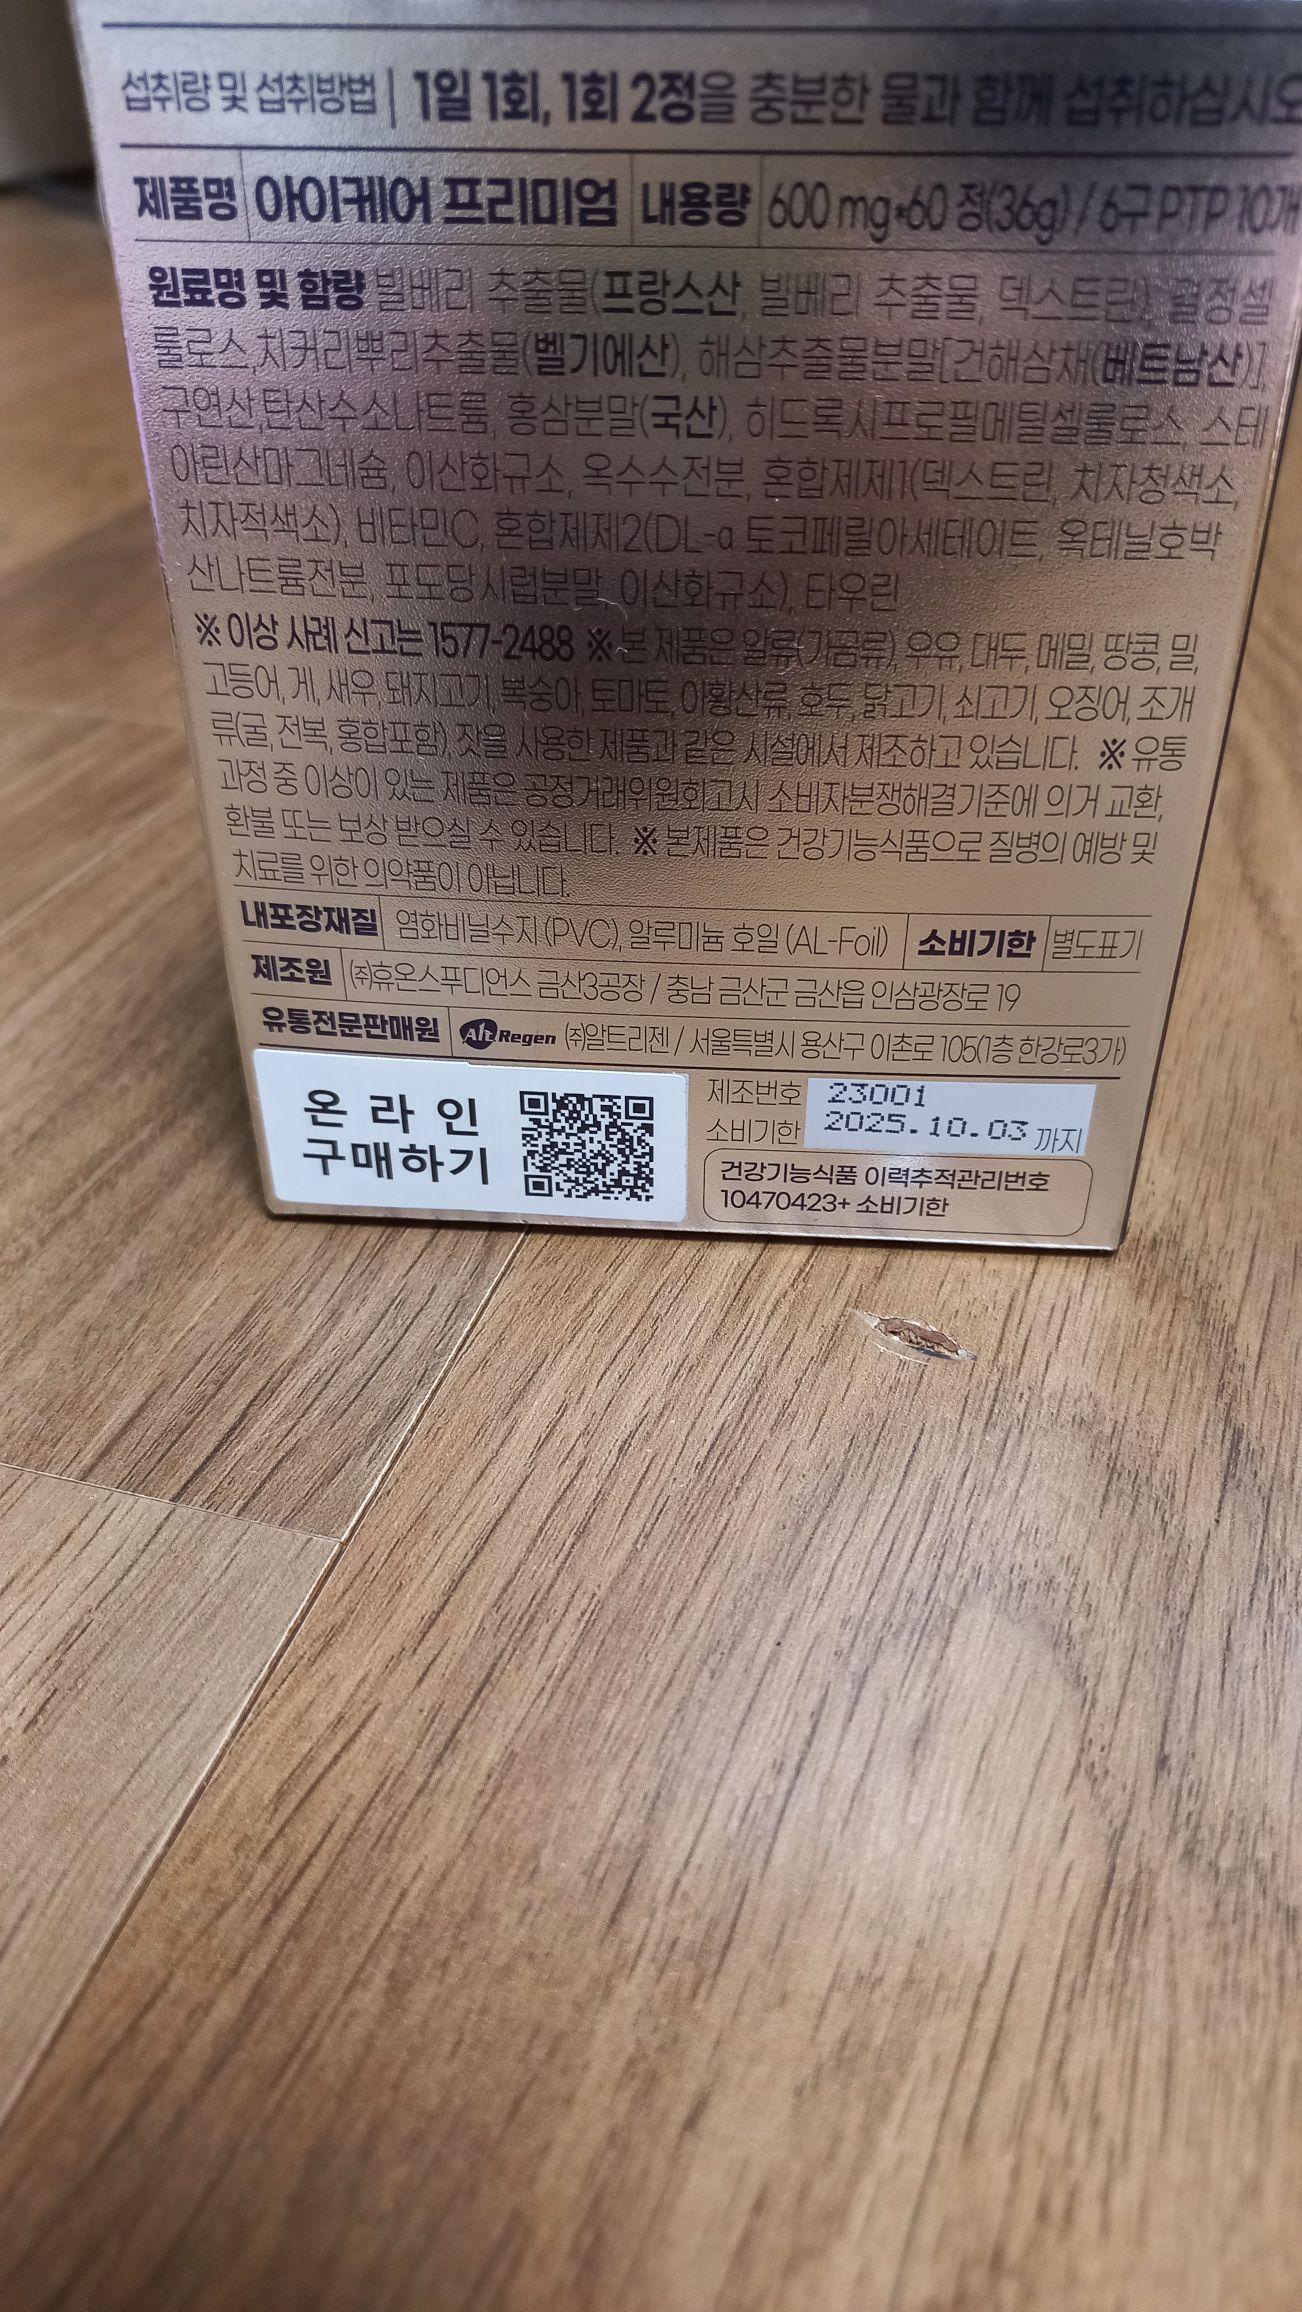 섭취량 및 섭취방법 | 1일 1회, 1회 2정을 충분한 물과 함께 섭취하십시오
제품명 아이케어 프리미엄 내용량 600 mg*60 정(36g) / 6구 PTP 10개
원료명 및 함량 빌베리 추출물(프랑스산, 빌베리 추출물, 덱스트린), 결정셀
룰로스,치커리뿌리추출물(벨기에산), 해삼추출물분말[건해삼채(베트남산)],
구연산,탄산수소나트륨, 홍삼분말(국산), 히드록시프로필메틸셀룰로스, 스테
아린산마그네슘, 이산화규소, 옥수수전분, 혼합제제1(덱스트린, 치자청색소,
치자적색소), 비타민C, 혼합제제2(DL-α 토코페릴아세테이트, 옥테닐호박
산나트륨전분, 포도당시럽분말, 이산화규소), 타우린
※ 이상 사례 신고는 1577-2488 ※ 본 제품은 알류(가금류), 우유, 대두, 메밀, 땅콩, 밀,
고등어, 게, 새우, 돼지고기, 복숭아, 토마토, 아황산류, 호두, 닭고기, 쇠고기, 오징어, 조개
류(굴, 전복, 홍합포함), 잣을 사용한 제품과 같은 시설에서 제조하고 있습니다. ※ 유통
과정 중 이상이 있는 제품은 공정거래위원회고시 소비자분쟁해결기준에 의거 교환,
환불 또는 보상 받으실 수 있습니다. ※ 본제품은 건강기능식품으로 질병의 예방 및
치료를 위한 의약품이 아닙니다.
내포장재질 염화비닐수지(PVC), 알루미늄 호일 (AL-Foil) 소비기한 별도표기
제조원 ㈜휴온스푸디언스 금산3공장 / 충남 금산군 금산읍 인삼광장로 19
유통전문판매원 Alt Regen ㈜알트리젠 / 서울특별시 용산구 이촌로 105(1층 한강로3가)
온라인
구매하기
제조번호 23001
소비기한 2025.10.03 까지
건강기능식품 이력추적관리번호
10470423+ 소비기한